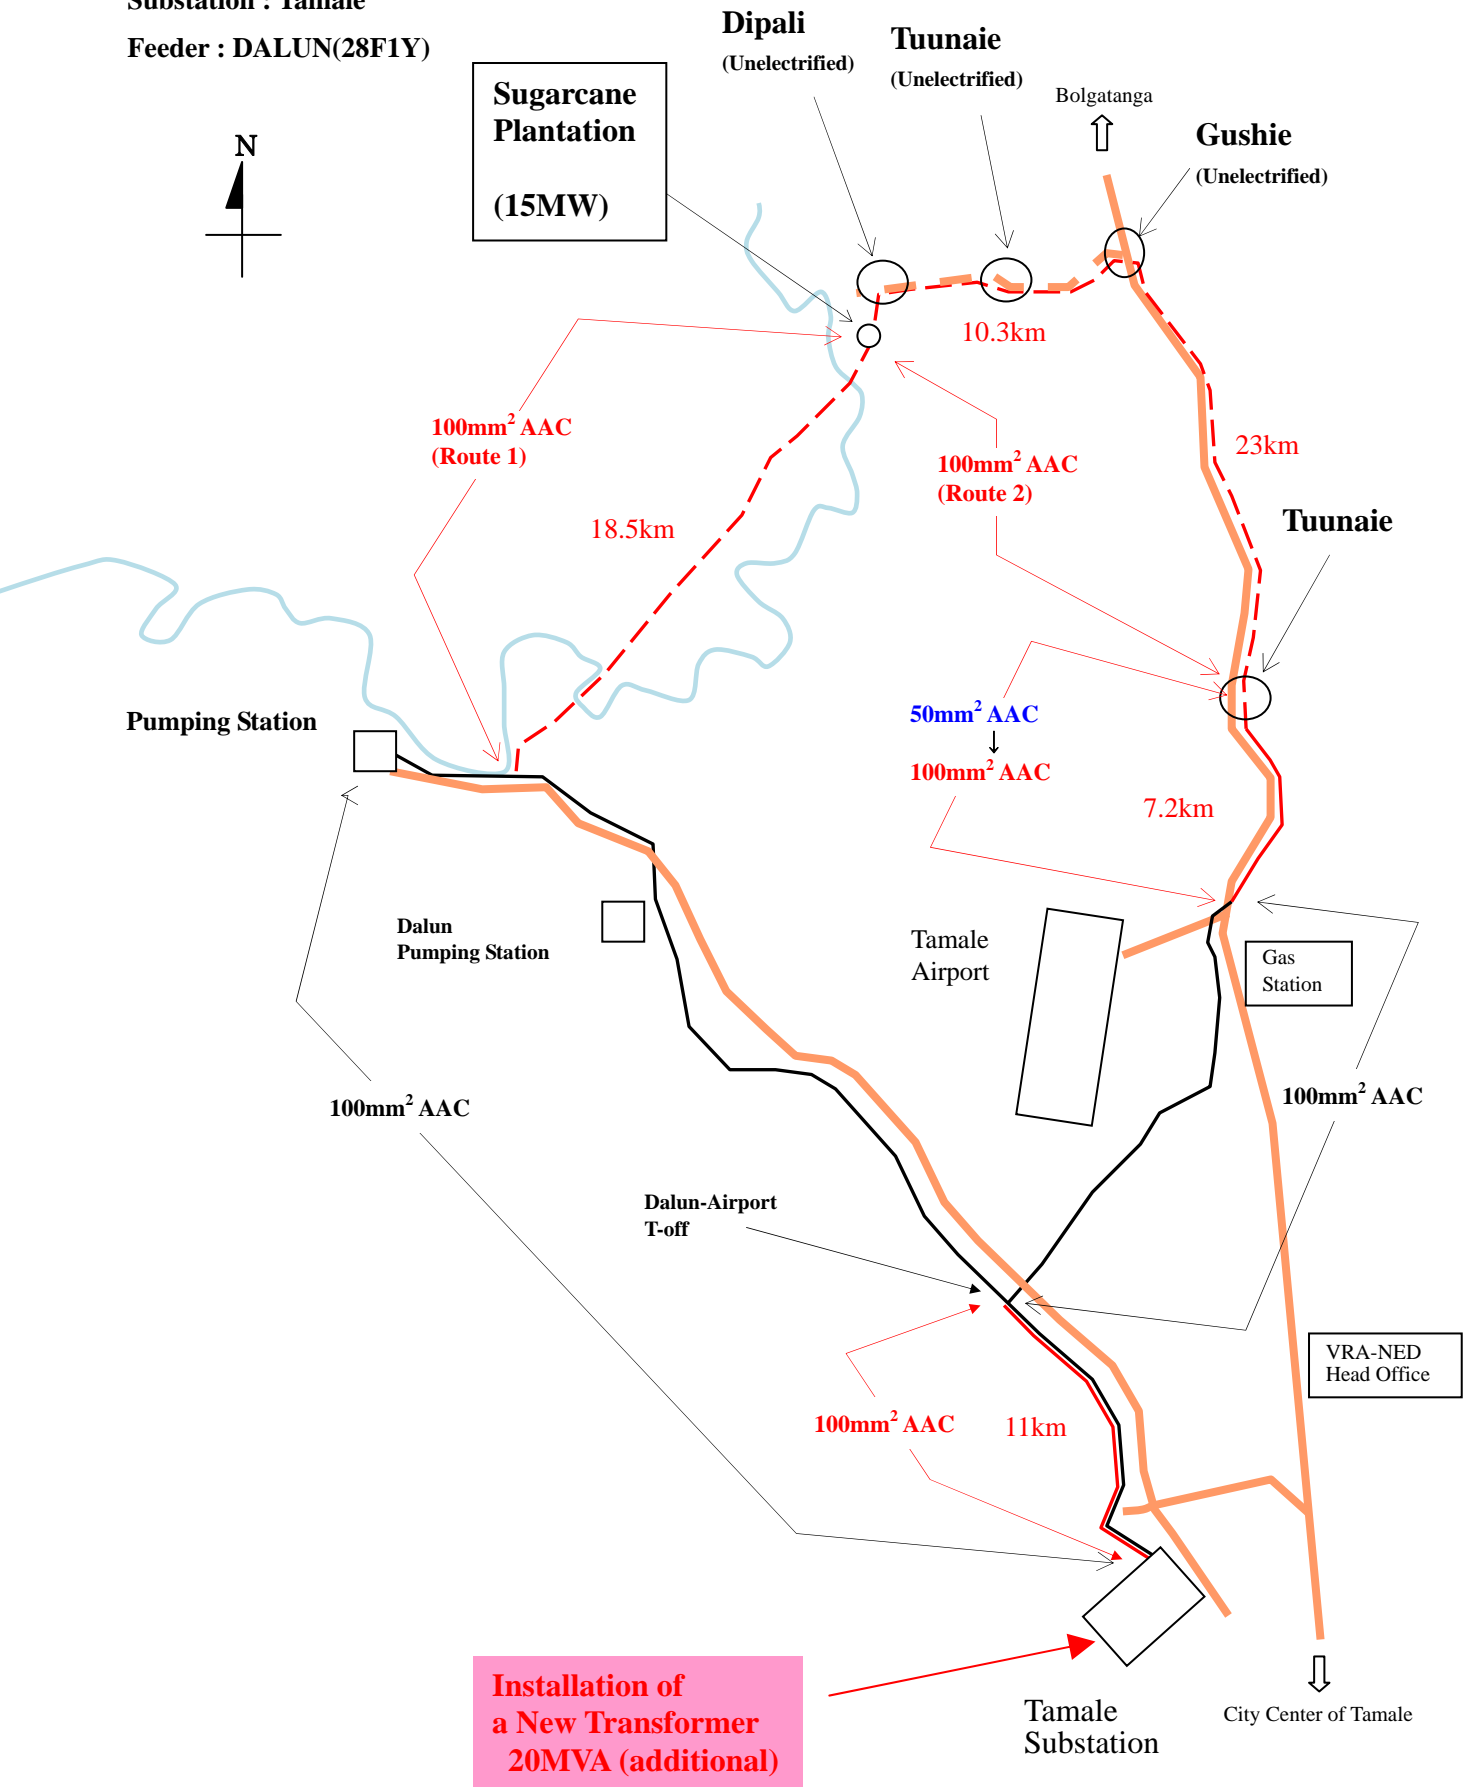 Substation : Tamale
Feeder : DALUN(28F1Y)
Dipali
(Unelectrified)
Tuunaie
(Unelectrified)
Bolgatanga
Gushie
(Unelectrified)
Sugarcane
Plantation
(15MW)
N
10.3km
100mm² AAC
(Route 1)
23km
100mm² AAC
(Route 2)
18.5km
Tuunaie
Pumping Station
50mm² AAC
100mm² AAC
7.2km
Dalun
Pumping Station
Tamale
Airport
Gas
Station
100mm² AAC
100mm² AAC
Dalun-Airport
T-off
VRA-NED
Head Office
100mm² AAC
11km
Installation of
a New Transformer
20MVA (additional)
Tamale
Substation
City Center of Tamale